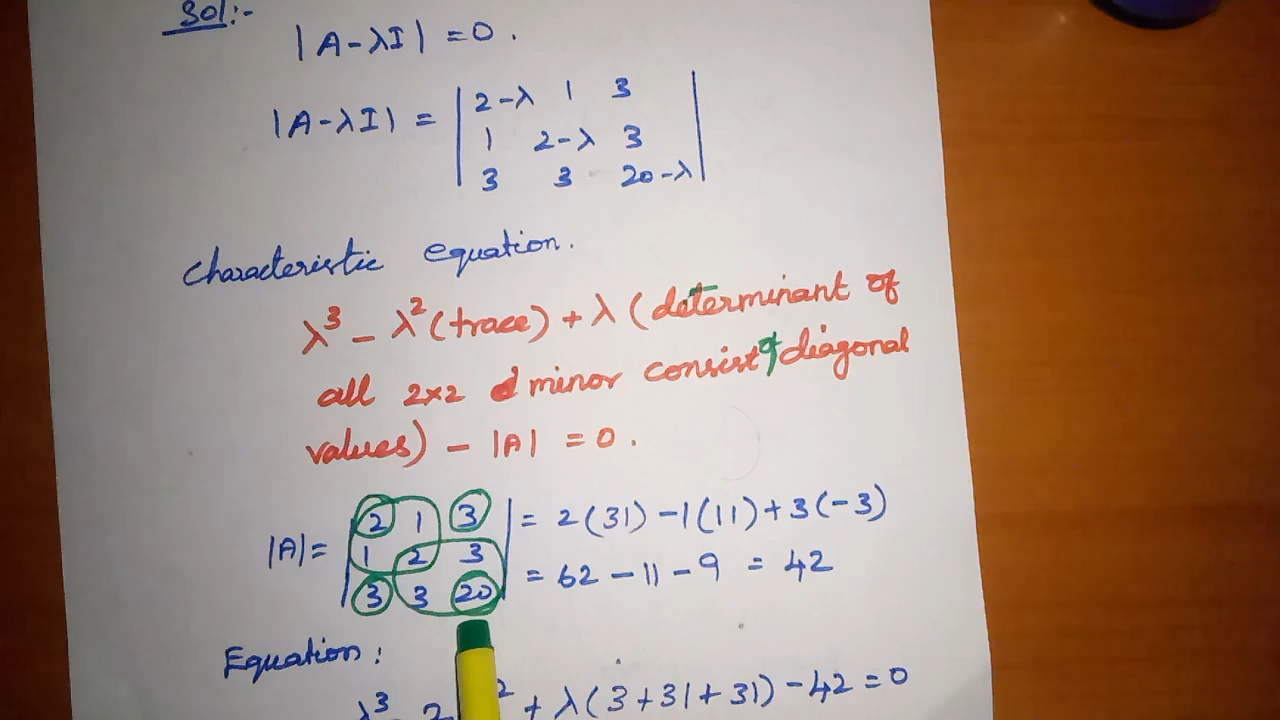 Sol:-
|A-λI| = 0.
|A-λI| = | 2-λ 1 3 |
1 2-λ 3
3 3 20-λ
Characteristic equation.
λ³ - λ²(trace) + λ (determinant of
all 2x2 minor consist of diagonal
values) - |A| = 0.
|A| = | 2 1 3 | = 2(31) -1(11) + 3(-3)
1 2 3
3 3 20 = 62 - 11 - 9 = 42
Equation:
λ³ - 2 ² + λ(3+31+31) - 42 = 0